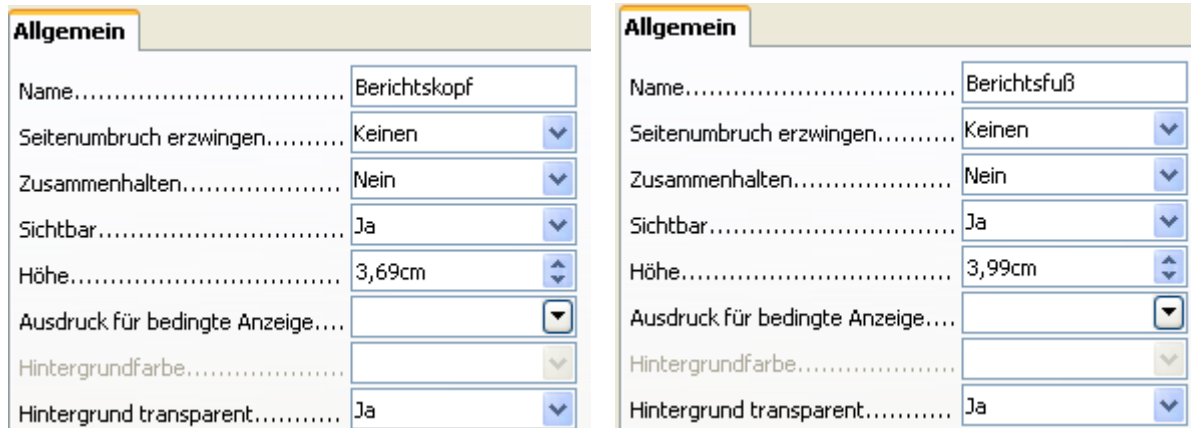 Allgemein
Name................................. Berichtskopf
Seitenumbruch erzwingen.......... Keinen
Zusammenhalten.................... Nein
Sichtbar.............................. Ja
Höhe................................. 3,69cm
Ausdruck für bedingte Anzeige....
Hintergrundfarbe...................
Hintergrund transparent........... Ja
Allgemein
Name................................. Berichtsfuß
Seitenumbruch erzwingen.......... Keinen
Zusammenhalten.................... Nein
Sichtbar.............................. Ja
Höhe................................. 3,99cm
Ausdruck für bedingte Anzeige....
Hintergrundfarbe...................
Hintergrund transparent........... Ja